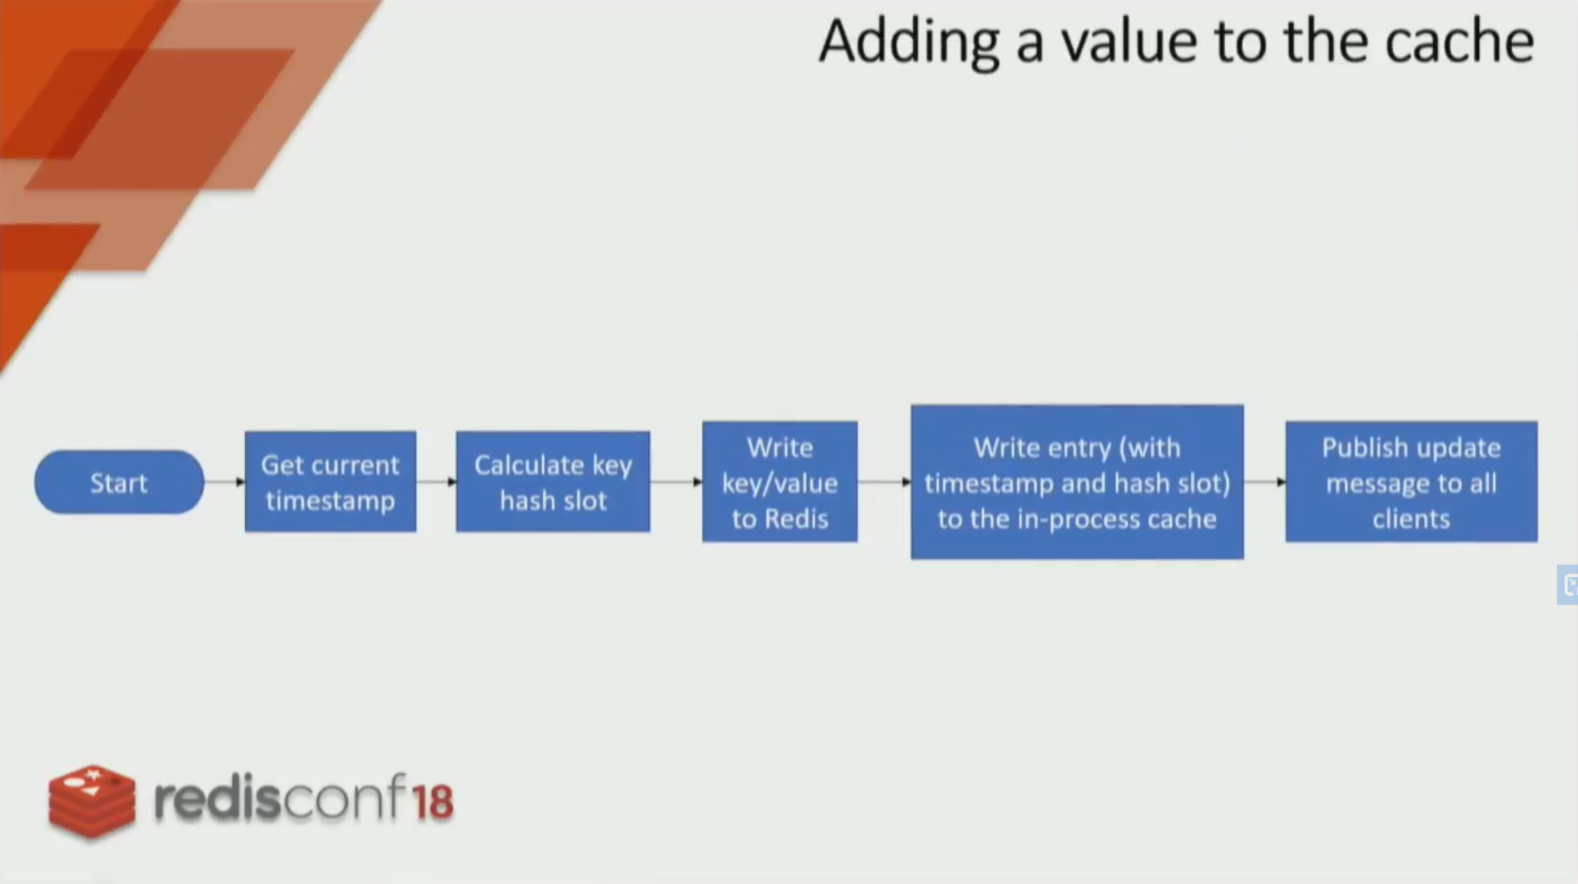 Adding a value to the cache
Start
Get current
timestamp
Calculate key
hash slot
Write
key/value
to Redis
Write entry (with
timestamp and hash slot)
to the in-process cache
Publish update
message to all
clients
redisconf18